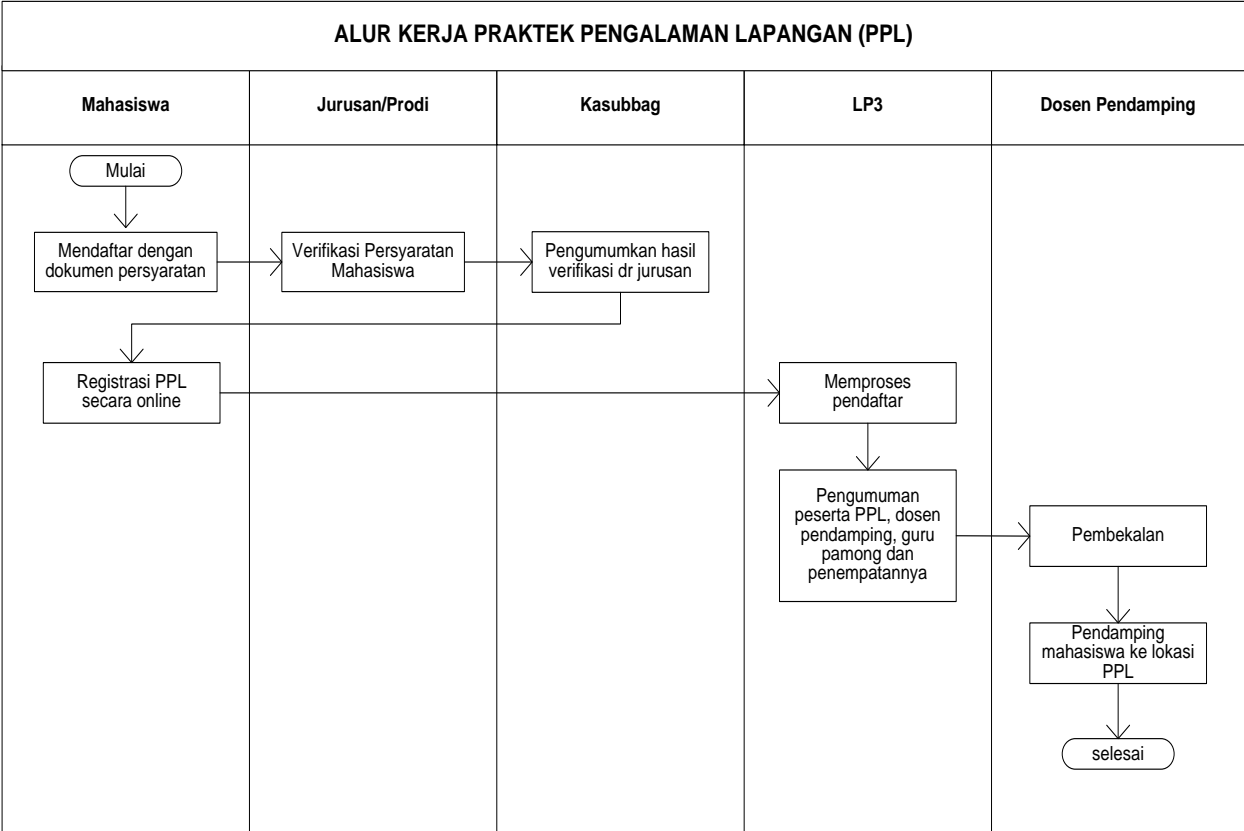 ALUR KERJA PRAKTEK PENGALAMAN LAPANGAN (PPL)
Mahasiswa
Jurusan/Prodi
Kasubbag
LP3
Dosen Pendamping
Mulai
Mendaftar dengan
dokumen persyaratan
Verifikasi Persyaratan
Mahasiswa
Pengumumkan hasil
verifikasi dr jurusan
Registrasi PPL
secara online
Memproses
pendaftar
Pengumuman
peserta PPL, dosen
pendamping, guru
pamong dan
penempatannya
Pembekalan
Pendamping
mahasiswa ke lokasi
PPL
selesai